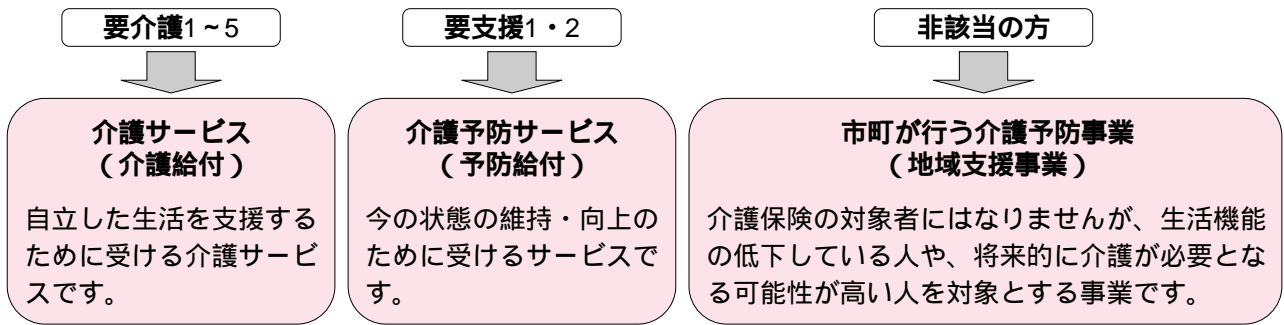 要介護1~5
介護サービス
(介護給付)
自立した生活を支援する
ために受ける介護サービ
スです。
要支援1・2
介護予防サービス
(予防給付)
今の状態の維持・向上の
ために受けるサービスで
す。
非該当の方
市町が行う介護予防事業
(地域支援事業)
介護保険の対象者にはなりませんが、生活機能
の低下している人や、将来的に介護が必要とな
る可能性が高い人を対象とする事業です。